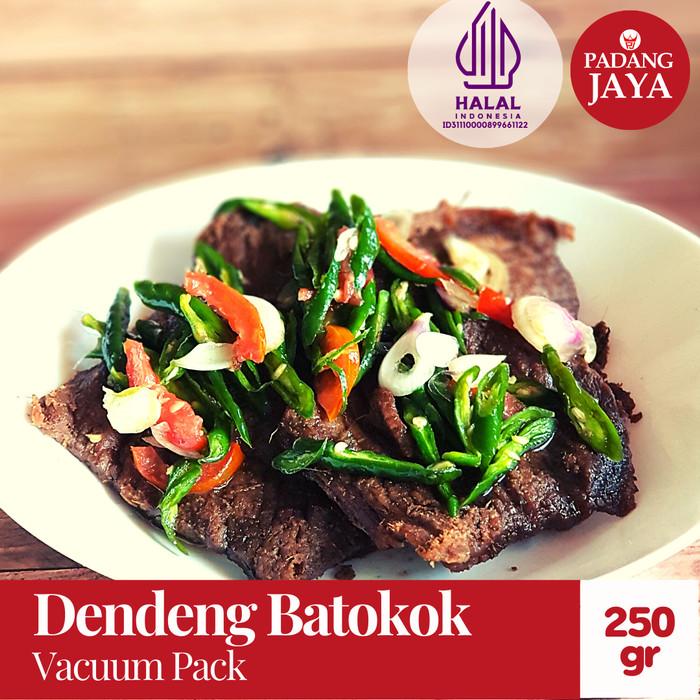 HALAL
INDONESIA
ID31110000899661122
PADANG
JAYA
Dendeng Batokok
Vacuum Pack
250
gr